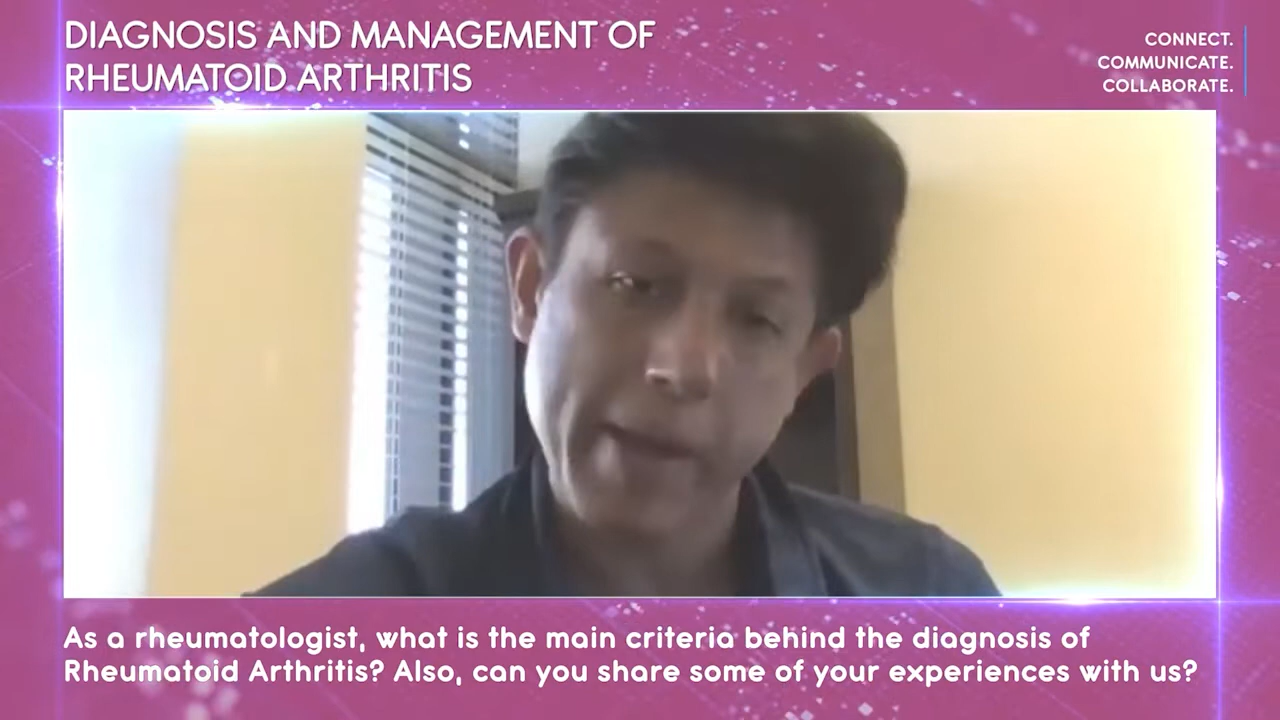 DIAGNOSIS AND MANAGEMENT OF
RHEUMATOID ARTHRITIS
CONNECT.
COMMUNICATE.
COLLABORATE.
As a rheumatologist, what is the main criteria behind the diagnosis of
Rheumatoid Arthritis? Also, can you share some of your experiences with us?